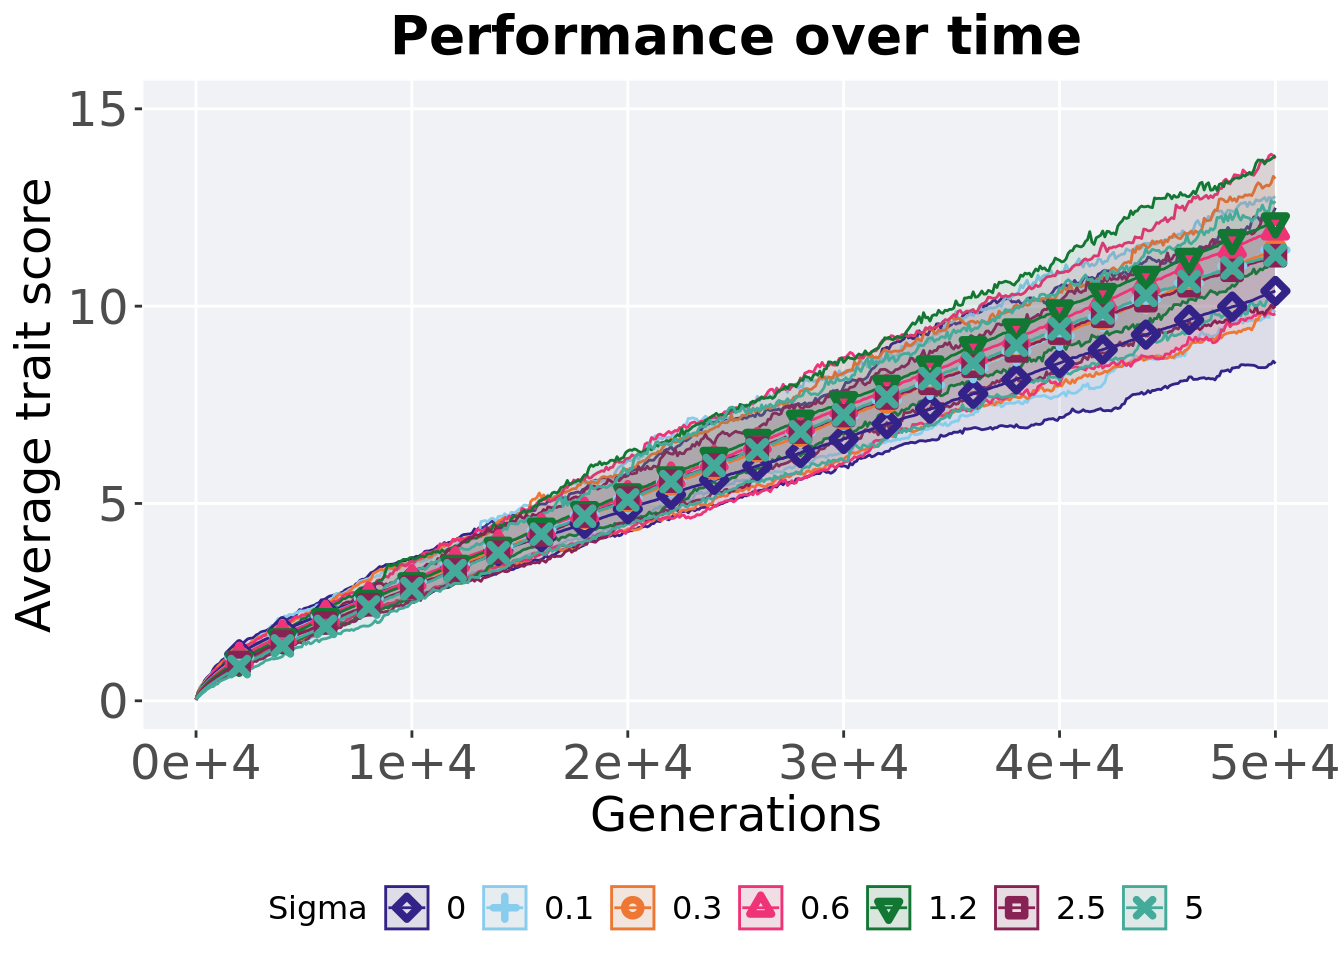 Performance over time
Average trait score
15
10
5
0
0e+4 1e+4 2e+4 3e+4 4e+4 5e+4
Generations
Sigma 0 0.1 0.3 0.6 1.2 2.5 5